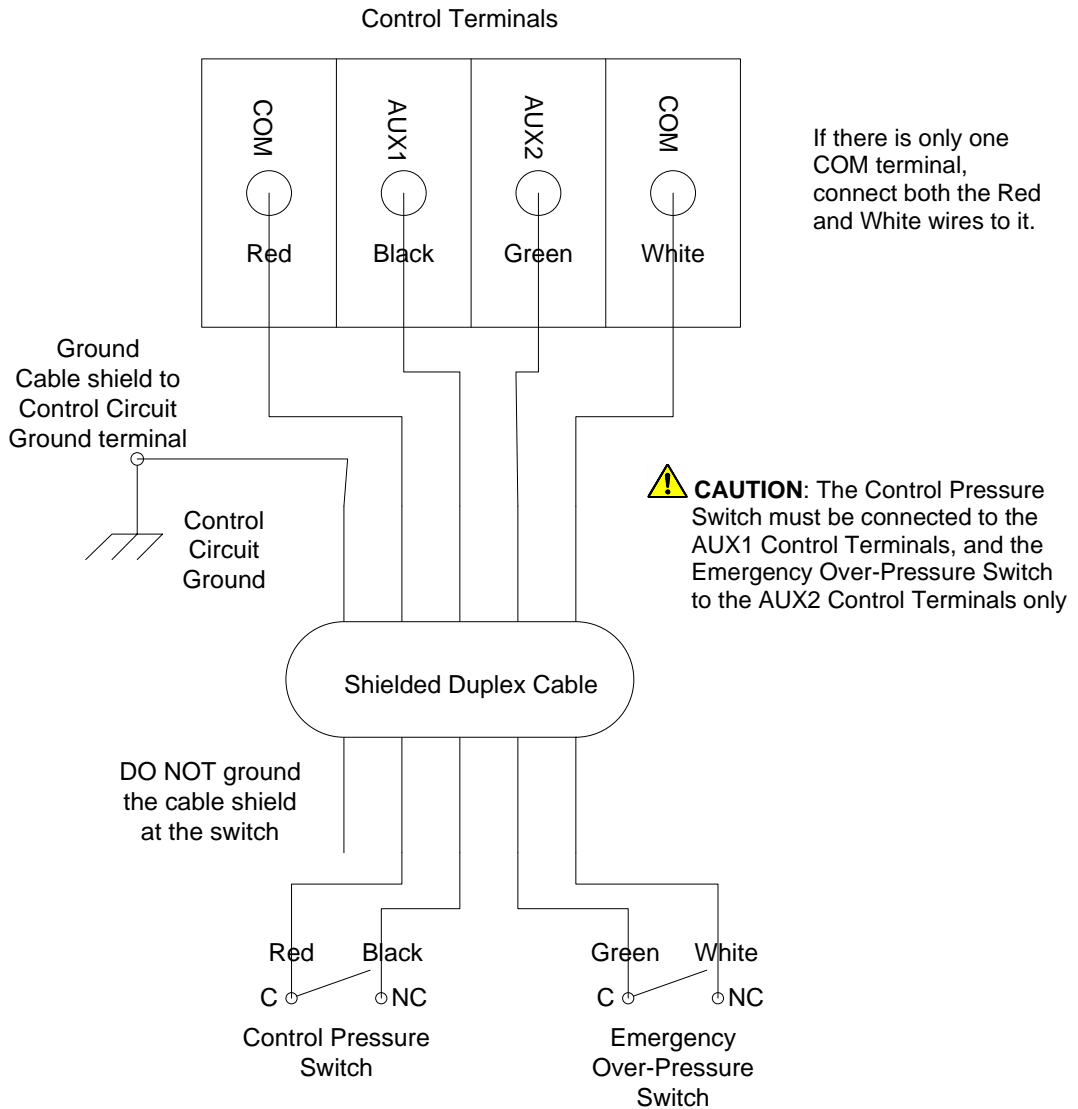 Control Terminals
COM
AUX1
AUX2
COM
Red
Black
Green
White
If there is only one
COM terminal,
connect both the Red
and White wires to it.
Ground
Cable shield to
Control Circuit
Ground terminal
Control
Circuit
Ground
CAUTION: The Control Pressure
Switch must be connected to the
AUX1 Control Terminals, and the
Emergency Over-Pressure Switch
to the AUX2 Control Terminals only
Shielded Duplex Cable
DO NOT ground
the cable shield
at the switch
Red
Black
Green
White
C
NC
C
NC
Control Pressure
Switch
Emergency
Over-Pressure
Switch